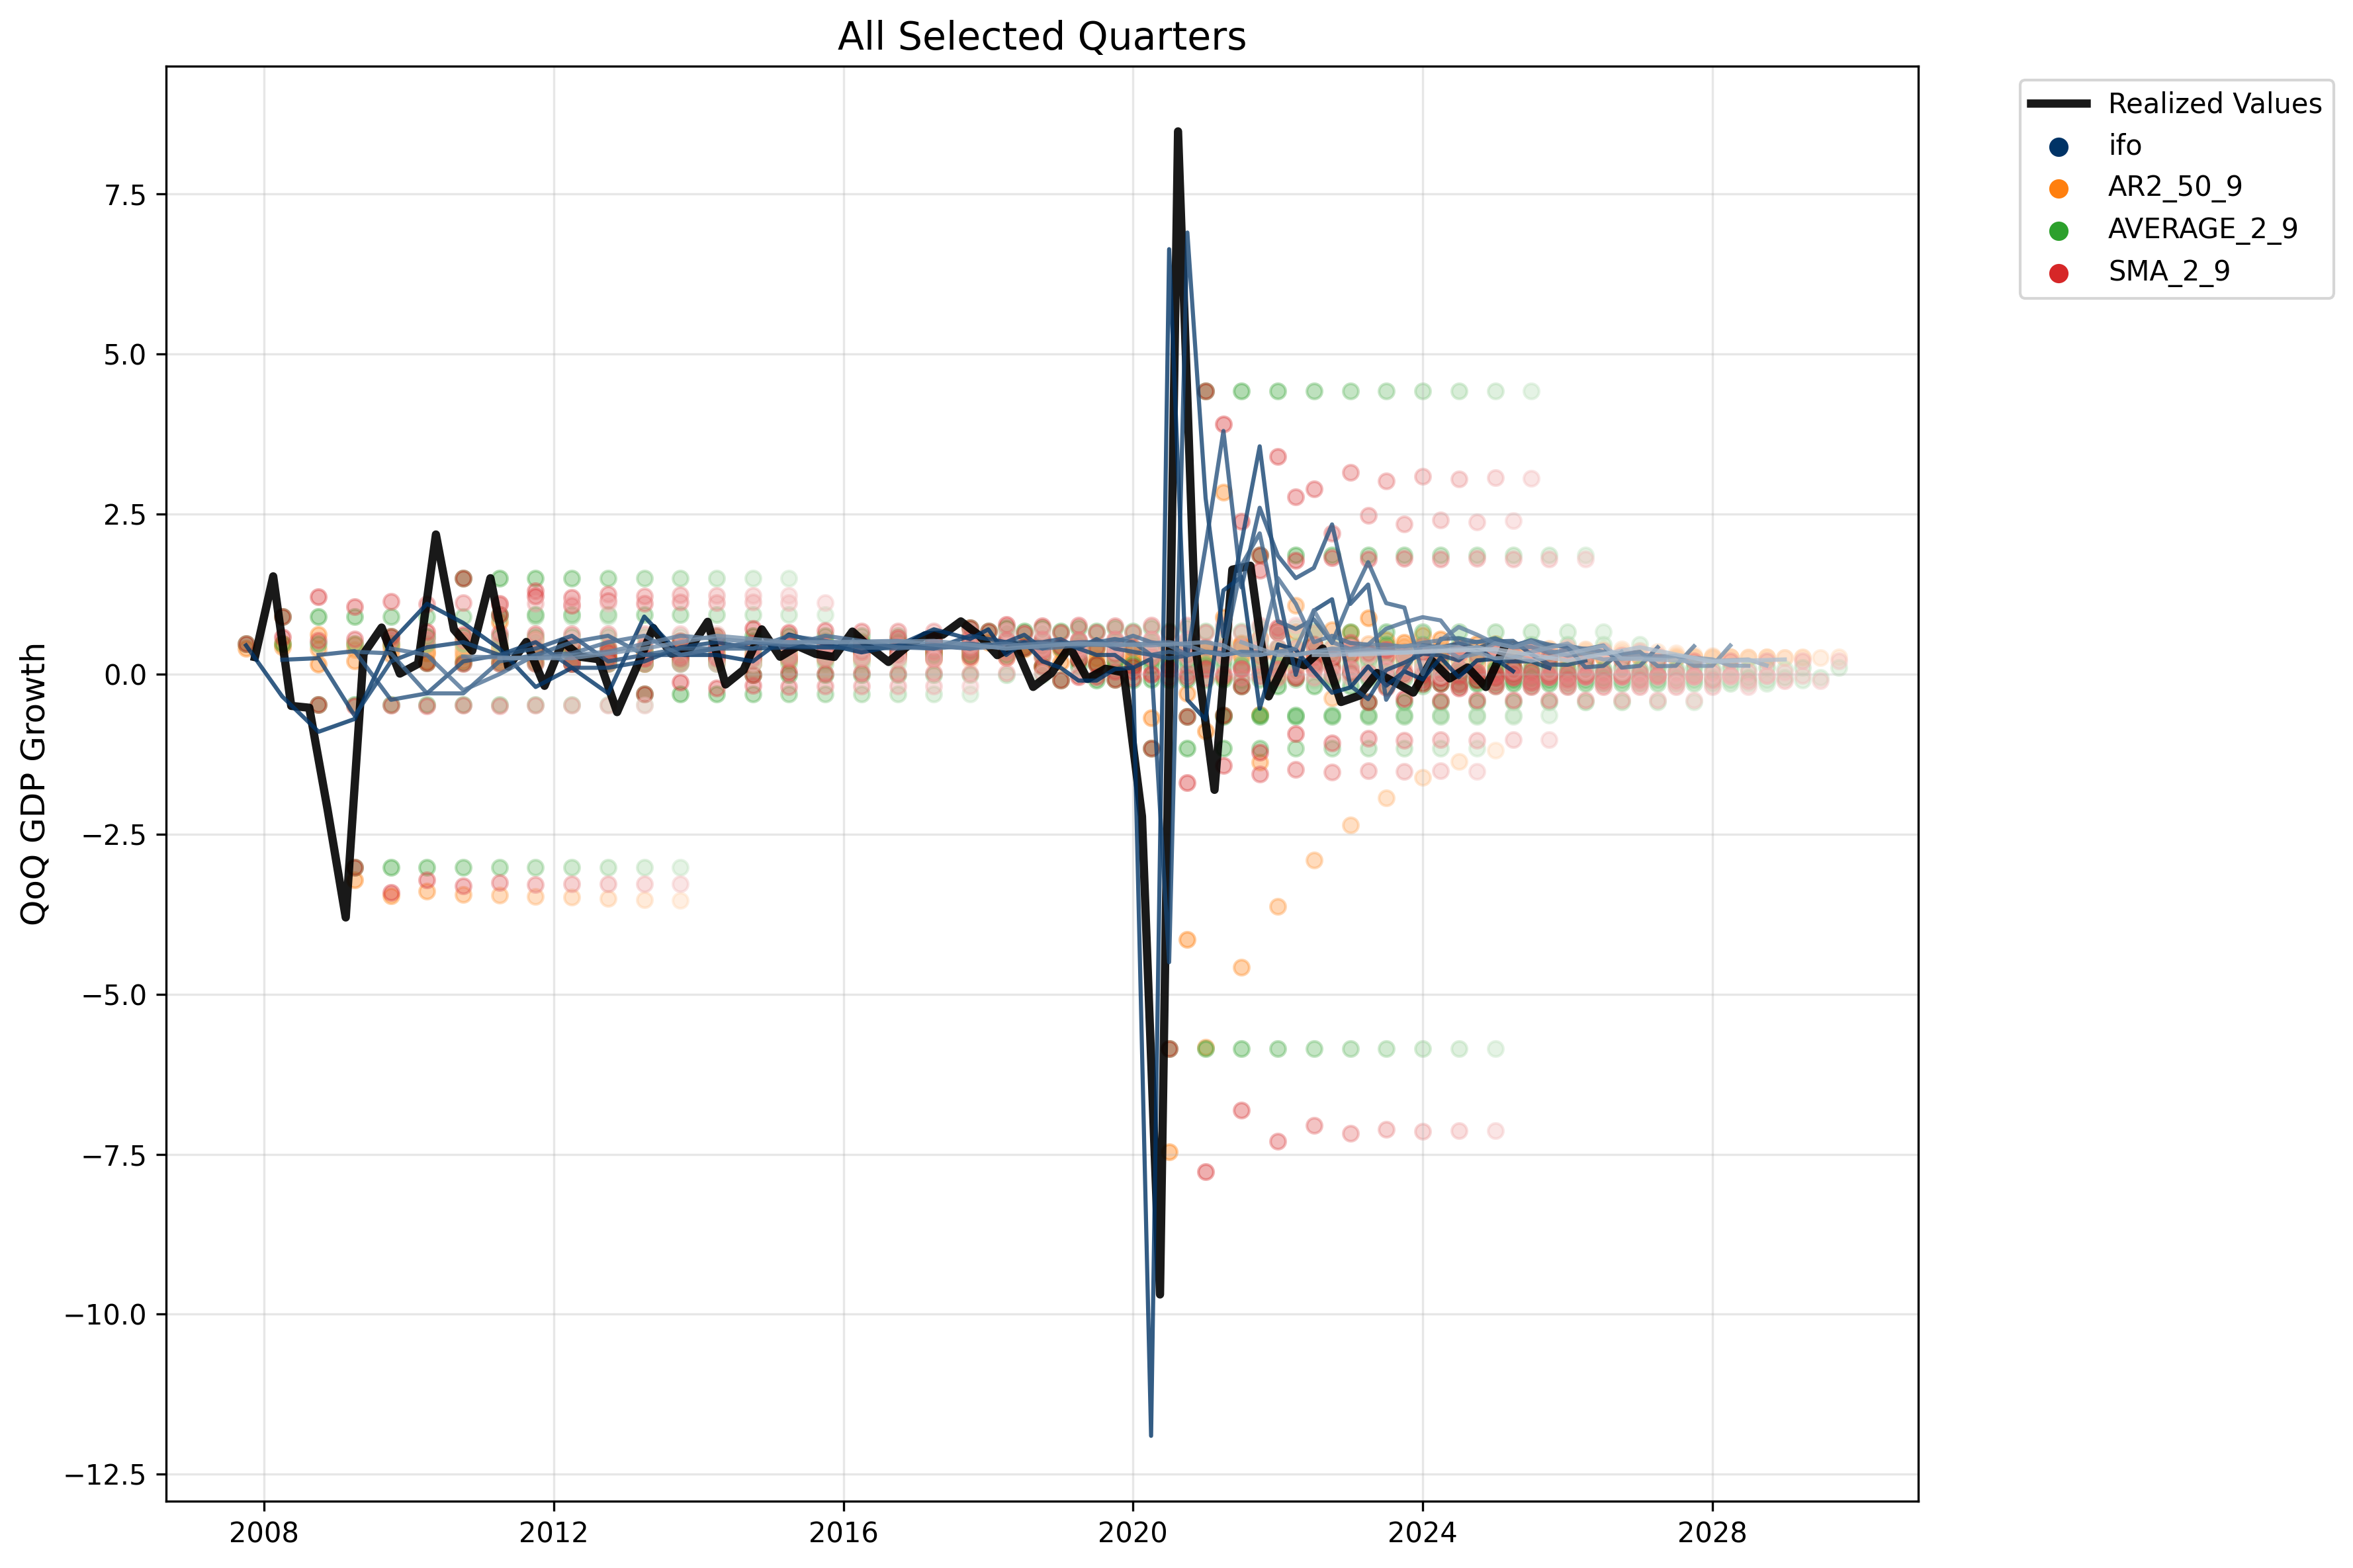 All Selected Quarters
QoQ GDP Growth
7.5
5.0
2.5
0.0
−2.5
−5.0
−7.5
−10.0
−12.5
2008 2012 2016 2020 2024 2028
Realized Values
ifo
AR2_50_9
AVERAGE_2_9
SMA_2_9